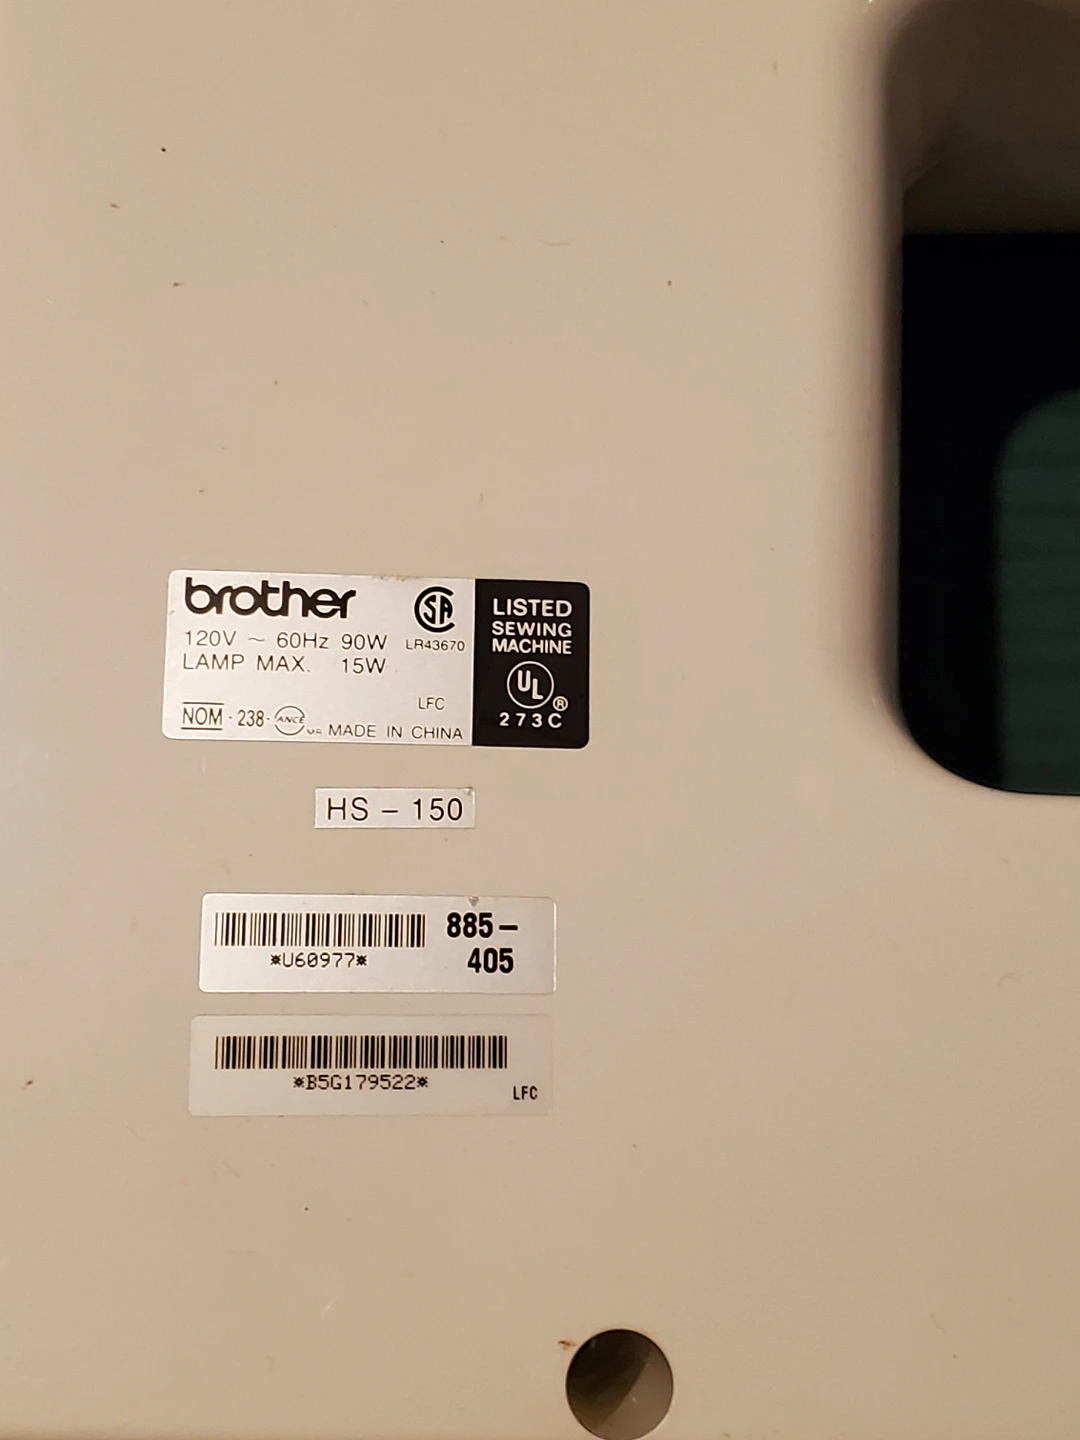 brother
120V ~ 60Hz 90W
LR43670
LAMP MAX. 15W
LFC
NOM - 238 - ANCE MR MADE IN CHINA
LISTED
SEWING
MACHINE
UL ®
273C
HS - 150
*U60977*
885-
405
*B5G179522*
LFC